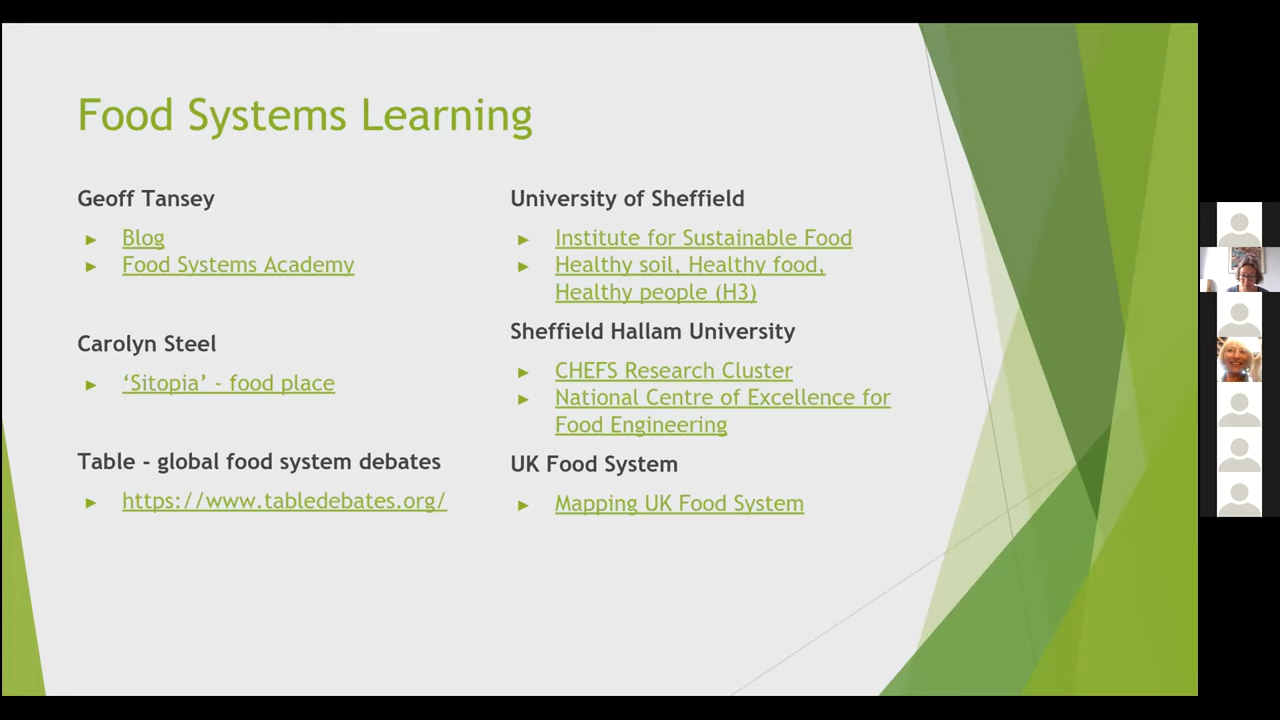 Food Systems Learning
Geoff Tansey
Blog
Food Systems Academy
Carolyn Steel
‘Sitopia’ - food place
Table - global food system debates
https://www.tabledebates.org/
University of Sheffield
Institute for Sustainable Food
Healthy soil, Healthy food,
Healthy people (H3)
Sheffield Hallam University
CHEFS Research Cluster
National Centre of Excellence for
Food Engineering
UK Food System
Mapping UK Food System